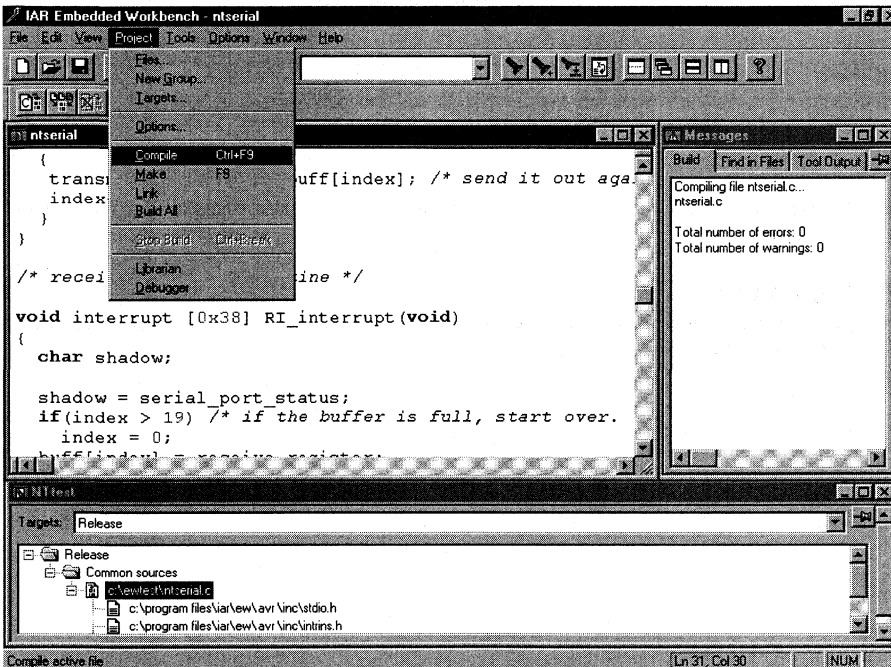 IAR Embedded Workbench - ntserial
File Edit View Project Tools Options Window Help
Files...
New Group...
Targets...
Options...
Compile Ctrl+F9
Make F9
Link
Build All
Stop Build Ctrl+Break
Librarian
Debugger
ntserial
{
uff[index]; /* send it out aga
index
}
}
/* recei ine */
void interrupt [0x38] RI_interrupt(void)
{
char shadow;
shadow = serial_port_status;
if(index > 19) /* if the buffer is full, start over.
index = 0;
buff[index] = receive_register;
Messages
Build Find in Files Tool Output
Compiling file ntserial.c...
ntserial.c
Total number of errors: 0
Total number of warnings: 0
NTtest
Targets: Release
Release
Common sources
c:\ewtest\ntserial.c
c:\program files\iar\ew\avr\inc\stdio.h
c:\program files\iar\ew\avr\inc\intrins.h
Compile active file
Ln 31, Col 30
NUM